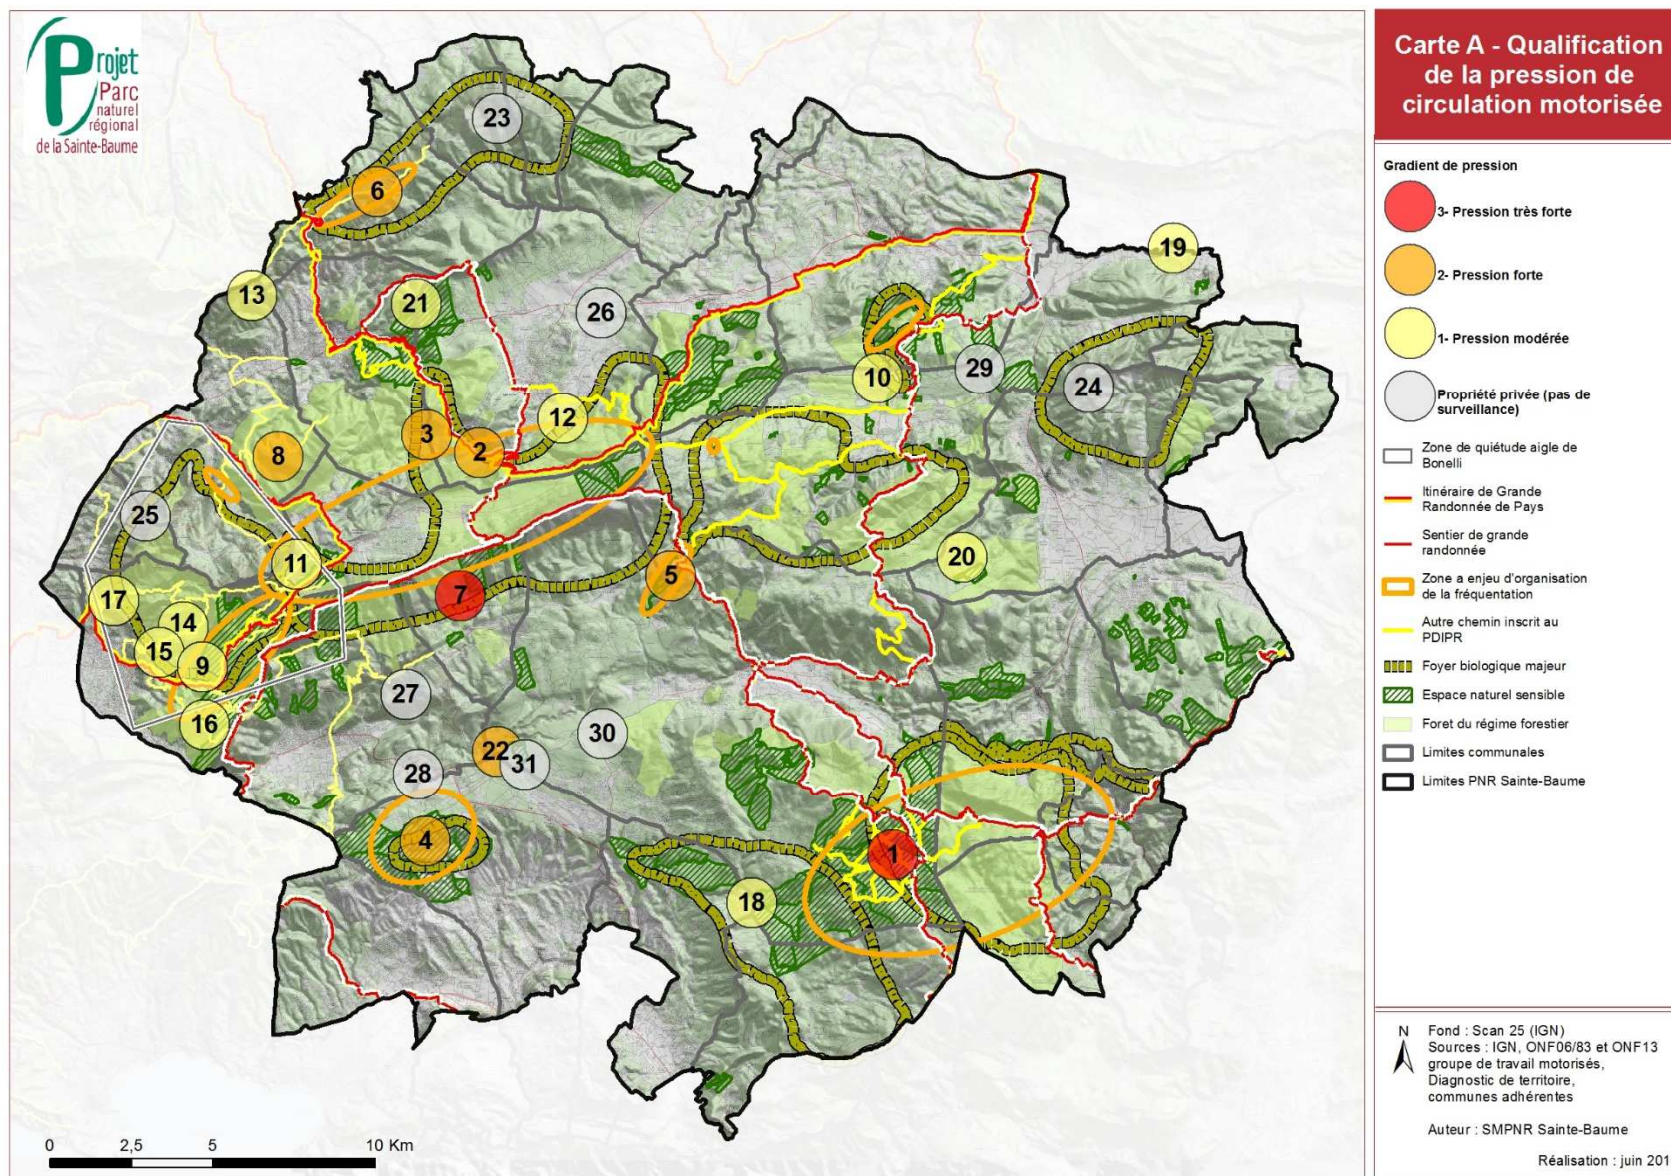 Projet
Parc
naturel
régional
de la Sainte-Baume
Carte A - Qualification
de la pression de
circulation motorisée
Gradient de pression
3- Pression très forte
2- Pression forte
1- Pression modérée
Propriété privée (pas de
surveillance)
Zone de quiétude aigle de
Bonelli
Itinéraire de Grande
Randonnée de Pays
Sentier de grande
randonnée
Zone a enjeu d'organisation
de la fréquentation
Autre chemin inscrit au
PDIPR
Foyer biologique majeur
Espace naturel sensible
Foret du régime forestier
Limites communales
Limites PNR Sainte-Baume
23
6
19
13
21
26
10
29
24
12
3
2
8
25
11
20
5
7
17
14
15
9
27
16
30
22
31
28
4
1
18
N
Fond : Scan 25 (IGN)
Sources : IGN, ONF06/83 et ONF13
groupe de travail motorisés,
Diagnostic de territoire,
communes adhérentes
Auteur : SMPNR Sainte-Baume
Réalisation : juin 201
0 2,5 5 10 Km